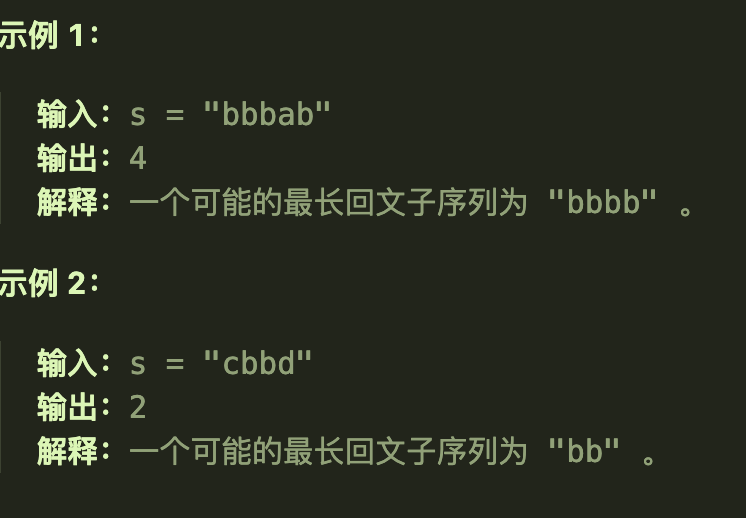 示例 1：
输入：s = "bbbab"
输出：4
解释：一个可能的最长回文子序列为 "bbbb" 。
示例 2：
输入：s = "cbbd"
输出：2
解释：一个可能的最长回文子序列为 "bb" 。